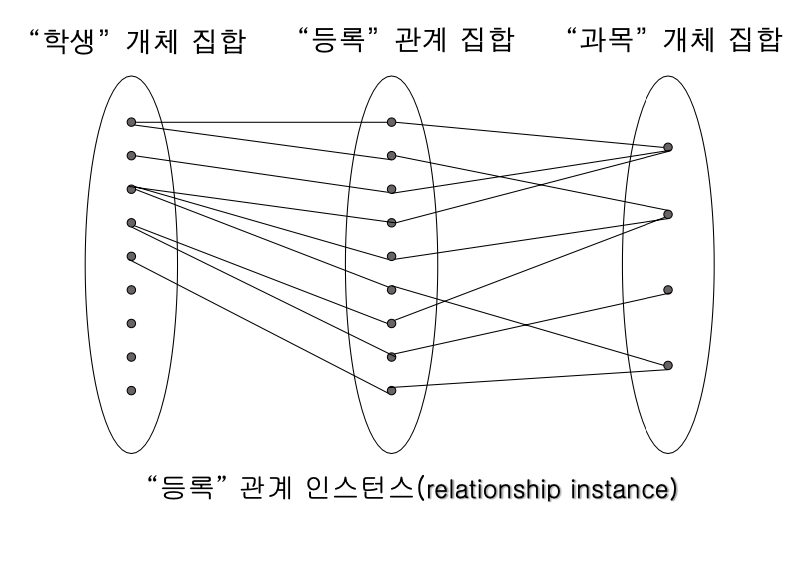 “학생” 개체 집합 “등록” 관계 집합 “과목” 개체 집합
“등록” 관계 인스턴스(relationship instance)